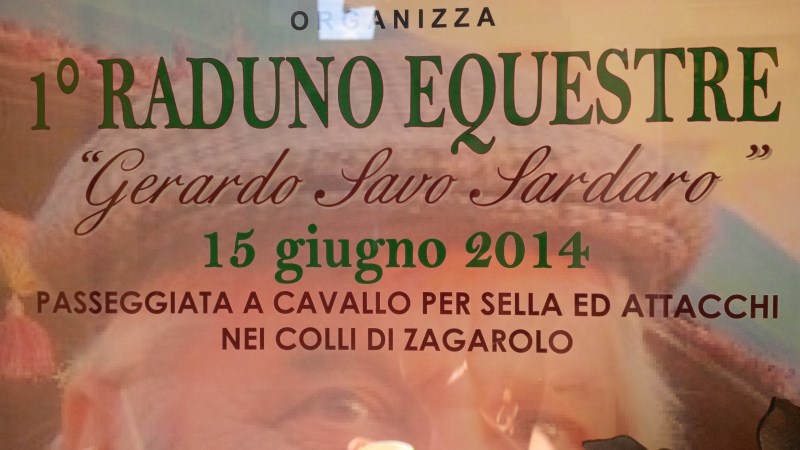 ORGANIZZA
1° RADUNO EQUESTRE
“Gerardo Savo Sardaro”
15 giugno 2014
PASSEGGIATA A CAVALLO PER SELLA ED ATTACCHI
NEI COLLI DI ZAGAROLO